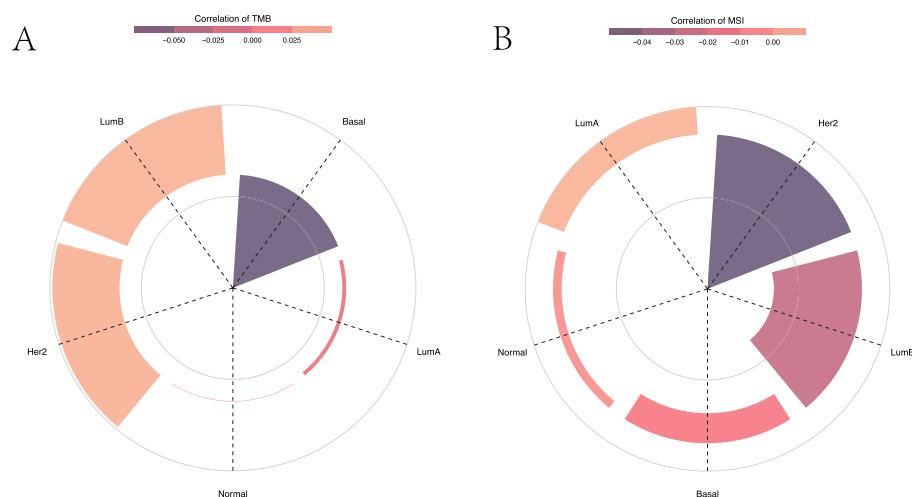 A
Correlation of TMB
−0.050 −0.025 0.000 0.025
LumB
Basal
Her2
LumA
Normal
B
Correlation of MSI
−0.04 −0.03 −0.02 −0.01 0.00
LumA
Her2
Normal
LumB
Basal